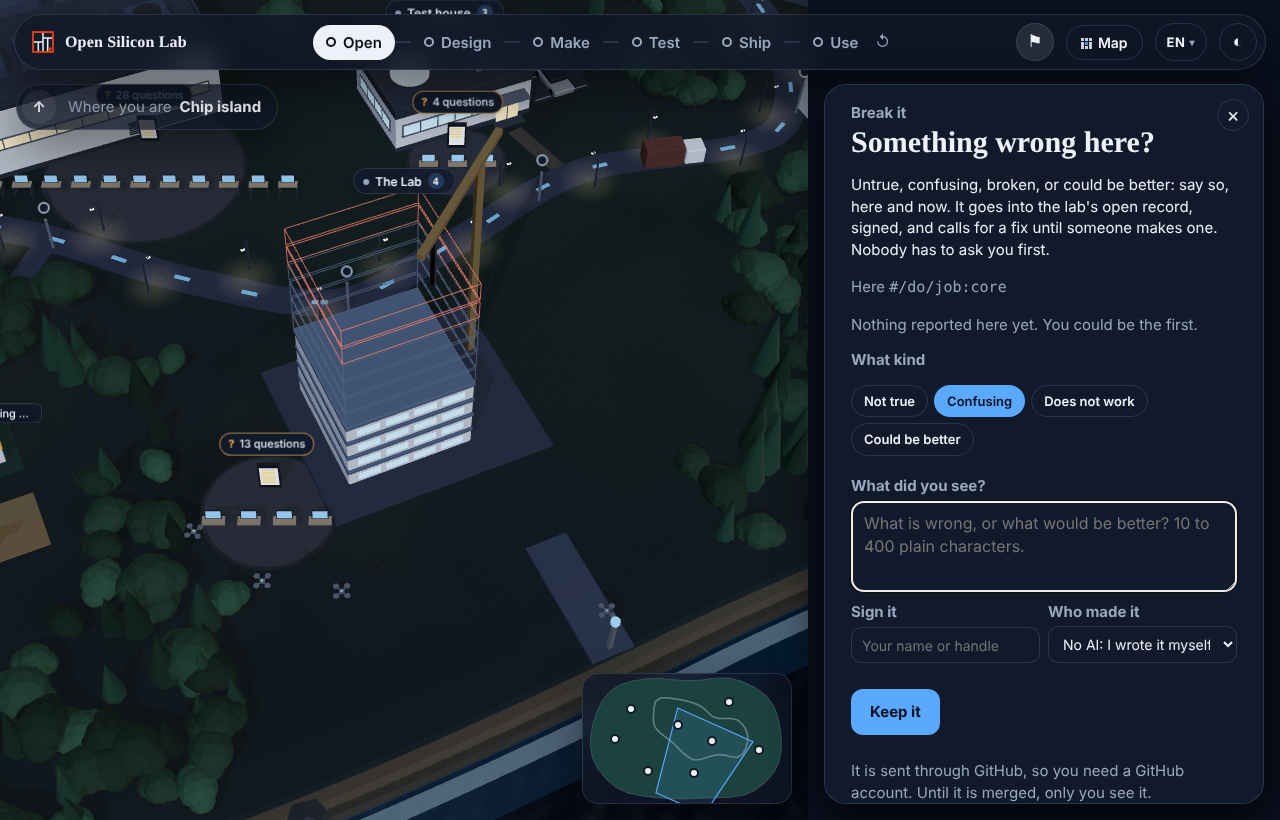 Test house 3
Open Silicon Lab
Open
Design
Make
Test
Ship
Use
Map
EN
? 28 questions
Where you are Chip island
? 4 questions
The Lab 4
ing ...
? 13 questions
Break it
Something wrong here?
Untrue, confusing, broken, or could be better: say so,
here and now. It goes into the lab's open record,
signed, and calls for a fix until someone makes one.
Nobody has to ask you first.
Here #/do/job:core
Nothing reported here yet. You could be the first.
What kind
Not true
Confusing
Does not work
Could be better
What did you see?
What is wrong, or what would be better? 10 to
400 plain characters.
Sign it
Who made it
Your name or handle
No AI: I wrote it myself
Keep it
It is sent through GitHub, so you need a GitHub
account. Until it is merged, only you see it.